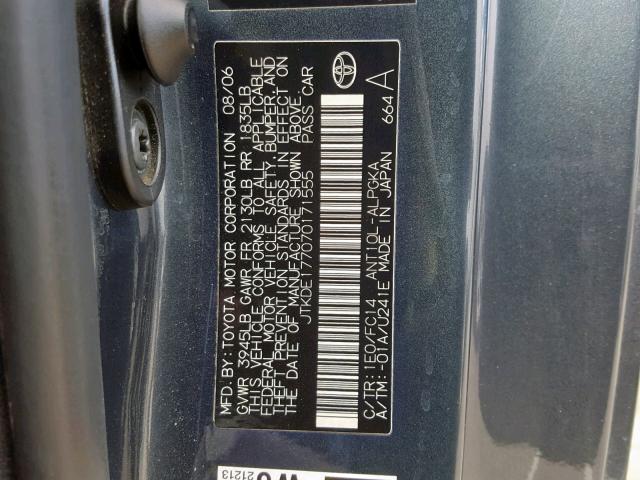 MFD. BY: TOYOTA MOTOR CORPORATION 08/06
GVWR 3945LB GAWR FR 2130LB RR 1835LB
THIS VEHICLE CONFORMS TO ALL APPLICABLE
FEDERAL MOTOR VEHICLE SAFETY, BUMPER, AND
THEFT PREVENTION STANDARDS IN EFFECT ON
THE DATE OF MANUFACTURE SHOWN ABOVE.
JTKDE177070171555 PASS CAR
C/TR: 1E0/FC14 ANT10L-ALPGKA
A/TM: -01A/U241E MADE IN JAPAN 664 A
21213